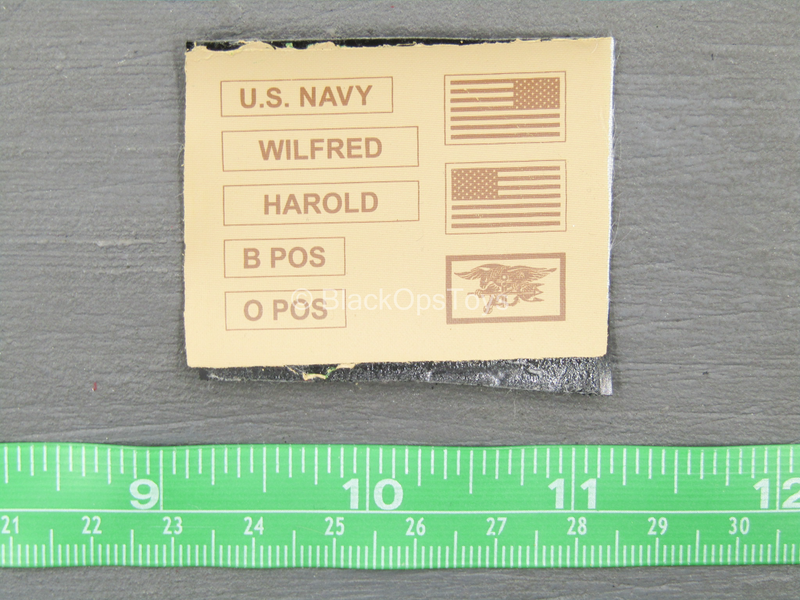 U.S. NAVY
WILFRED
HAROLD
B POS
O POS
© BlackOpsToys
9 10 11 12
21 22 23 24 25 26 27 28 29 30